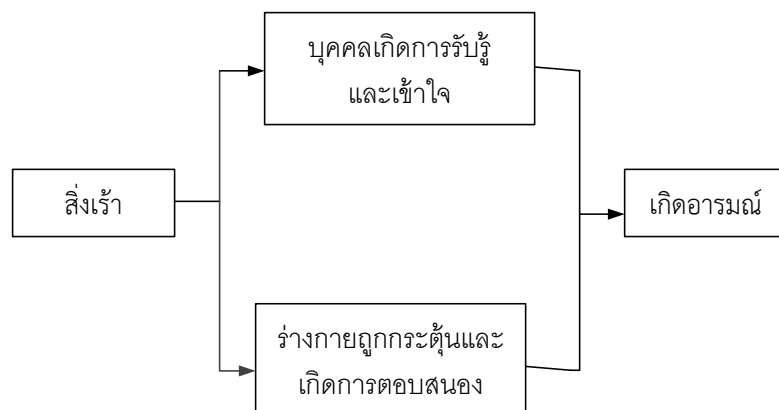 บุคคลเกิดการรับรู้
และเข้าใจ
สิ่งเร้า
เกิดอารมณ์
ร่างกายถูกกระตุ้นและ
เกิดการตอบสนอง